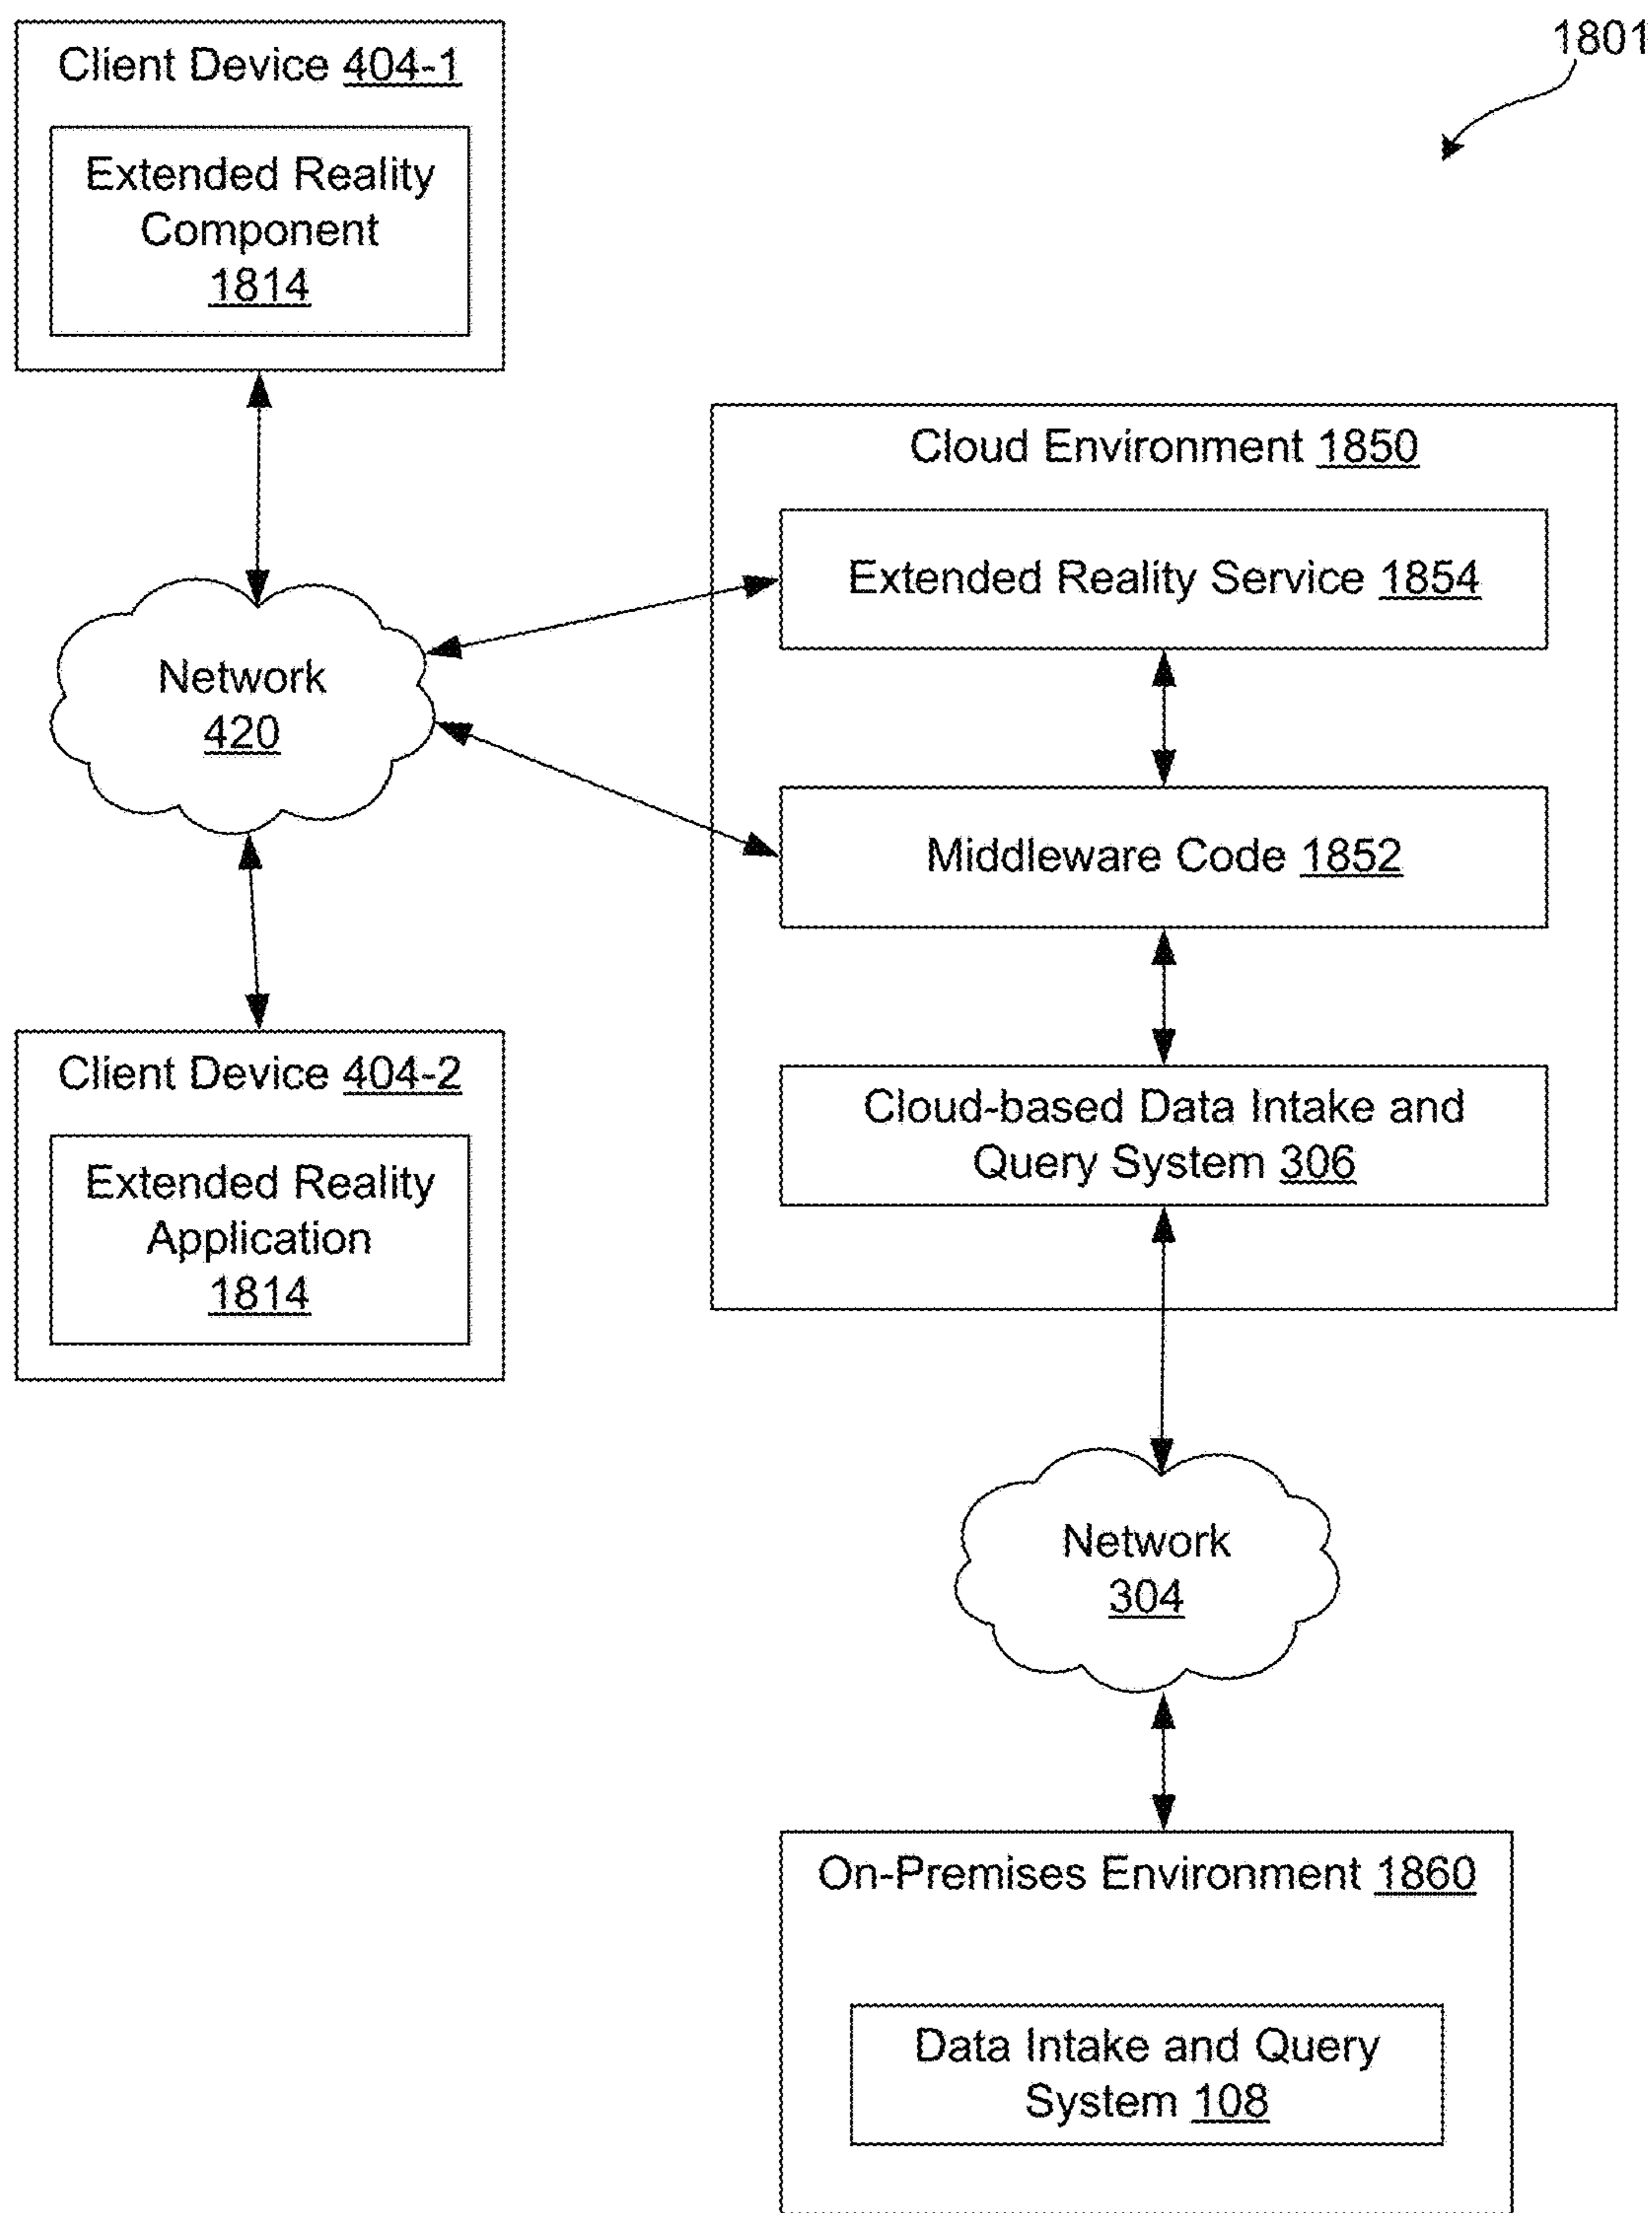 1801
Client Device 404-1
Extended Reality
Component
1814
Cloud Environment 1850
Extended Reality Service 1854
Network
420
Middleware Code 1852
Client Device 404-2
Extended Reality
Application
1814
Cloud-based Data Intake and
Query System 306
Network
304
On-Premises Environment 1860
Data Intake and Query
System 108